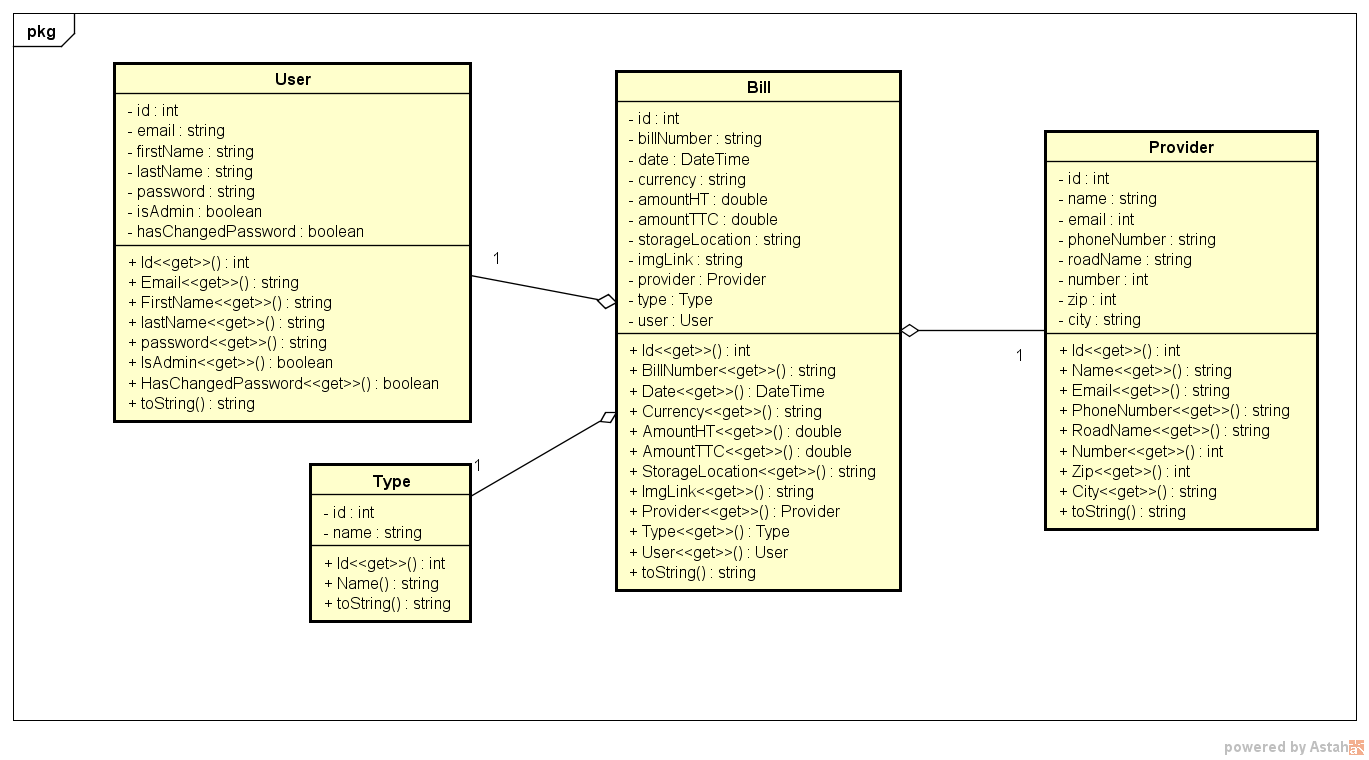 pkg
User
- id : int
- email : string
- firstName : string
- lastName : string
- password : string
- isAdmin : boolean
- hasChangedPassword : boolean
+ Id<<get>>() : int
+ Email<<get>>() : string
+ FirstName<<get>>() : string
+ lastName<<get>>() : string
+ password<<get>>() : string
+ IsAdmin<<get>>() : boolean
+ HasChangedPassword<<get>>() : boolean
+ toString() : string
1
Type
- id : int
- name : string
+ Id<<get>>() : int
+ Name() : string
+ toString() : string
1
Bill
- id : int
- billNumber : string
- date : DateTime
- currency : string
- amountHT : double
- amountTTC : double
- storageLocation : string
- imgLink : string
- provider : Provider
- type : Type
- user : User
+ Id<<get>>() : int
+ BillNumber<<get>>() : string
+ Date<<get>>() : DateTime
+ Currency<<get>>() : string
+ AmountHT<<get>>() : double
+ AmountTTC<<get>>() : double
+ StorageLocation<<get>>() : string
+ ImgLink<<get>>() : string
+ Provider<<get>>() : Provider
+ Type<<get>>() : Type
+ User<<get>>() : User
+ toString() : string
1
Provider
- id : int
- name : string
- email : int
- phoneNumber : string
- roadName : string
- number : int
- zip : int
- city : string
+ Id<<get>>() : int
+ Name<<get>>() : string
+ Email<<get>>() : string
+ PhoneNumber<<get>>() : string
+ RoadName<<get>>() : string
+ Number<<get>>() : int
+ Zip<<get>>() : int
+ City<<get>>() : string
+ toString() : string
powered by Astah